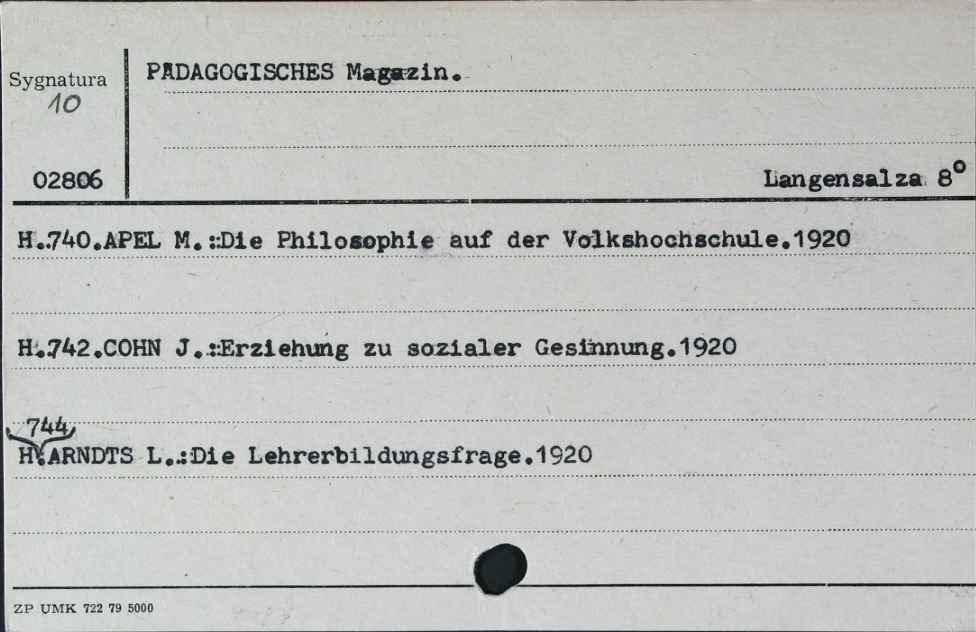 Sygnatura
10
02806
PÄDAGOGISCHES Magazin.
Langensalza 8°
H.740.APEL M.:Die Philosophie auf der Volkshochschule.1920
H.742.COHN J.:Erziehung zu sozialer Gesinnung.1920
744
H.ARNDTS L.:Die Lehrerbildungsfrage.1920
ZP UMK 722 79 5000